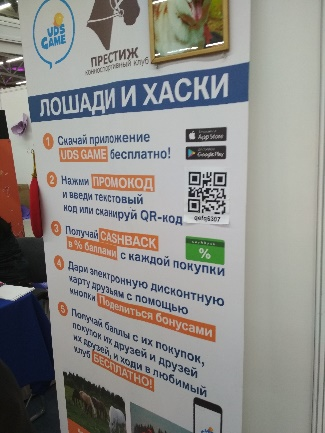 UDS
GAME
ПРЕСТИЖ
КОННОСПОРТИВНЫЙ КЛУБ
ЛОШАДИ И ХАСКИ
1 Скачай приложение
UDS GAME бесплатно!
App Store
Google Play
2 Нажми ПРОМОКОД
и введи текстовый
код или сканируй QR-код
3 Получай CASHBACK
в % баллами с каждой покупки
%
4 Дари электронную дисконтную
карту друзьям с помощью
кнопки Поделиться бонусами
5 Получай баллы с их покупок,
покупок их друзей и друзей
их друзей, и ходи в любимый
клуб БЕСПЛАТНО!